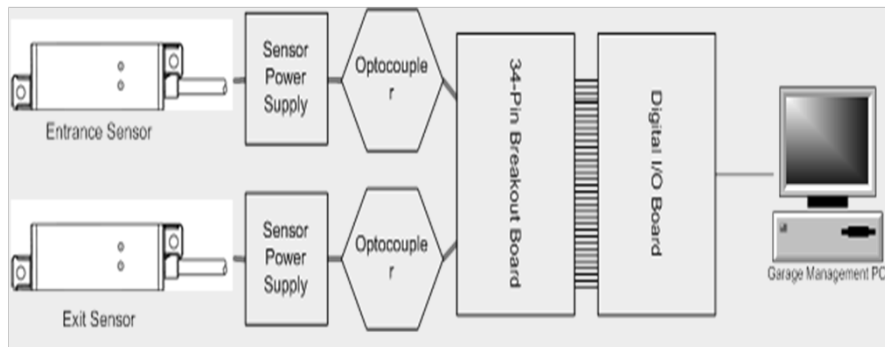 Entrance Sensor
Sensor
Power
Supply
Optocouple
r
Exit Sensor
Sensor
Power
Supply
Optocouple
r
34-Pin Breakout Board
Digital I/O Board
Garage Management PC